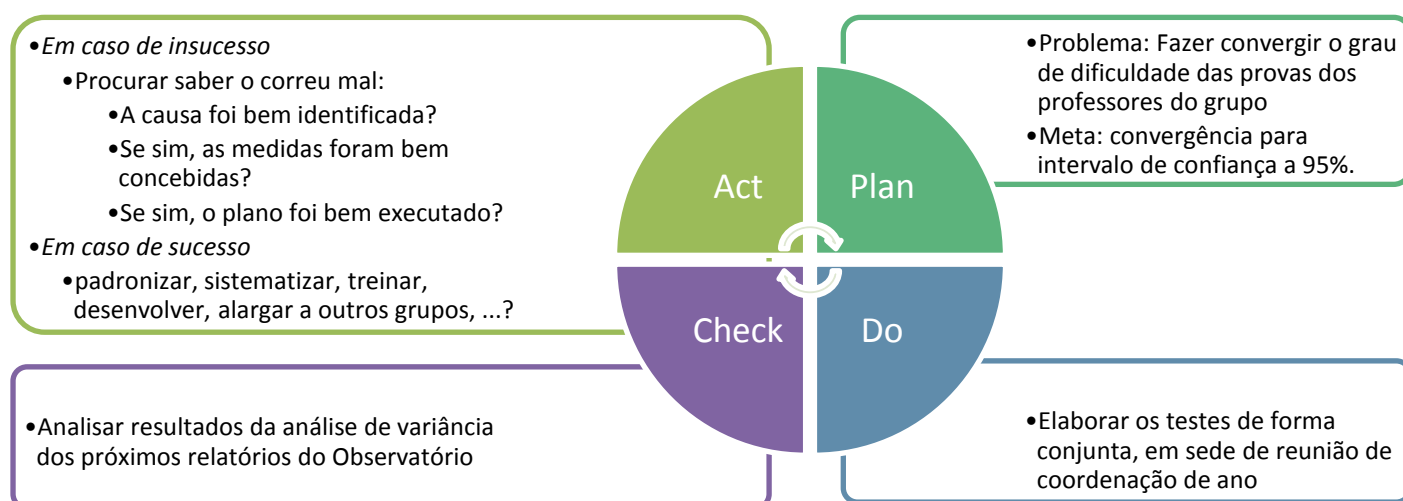 •Em caso de insucesso
•Procurar saber o correu mal:
•A causa foi bem identificada?
•Se sim, as medidas foram bem
concebidas?
•Se sim, o plano foi bem executado?
•Em caso de sucesso
•padronizar, sistematizar, treinar,
desenvolver, alargar a outros grupos, ...?
Act
Plan
•Problema: Fazer convergir o grau
de dificuldade das provas dos
professores do grupo
•Meta: convergência para
intervalo de confiança a 95%.
Check
Do
•Analisar resultados da análise de variância
dos próximos relatórios do Observatório
•Elaborar os testes de forma
conjunta, em sede de reunião de
coordenação de ano